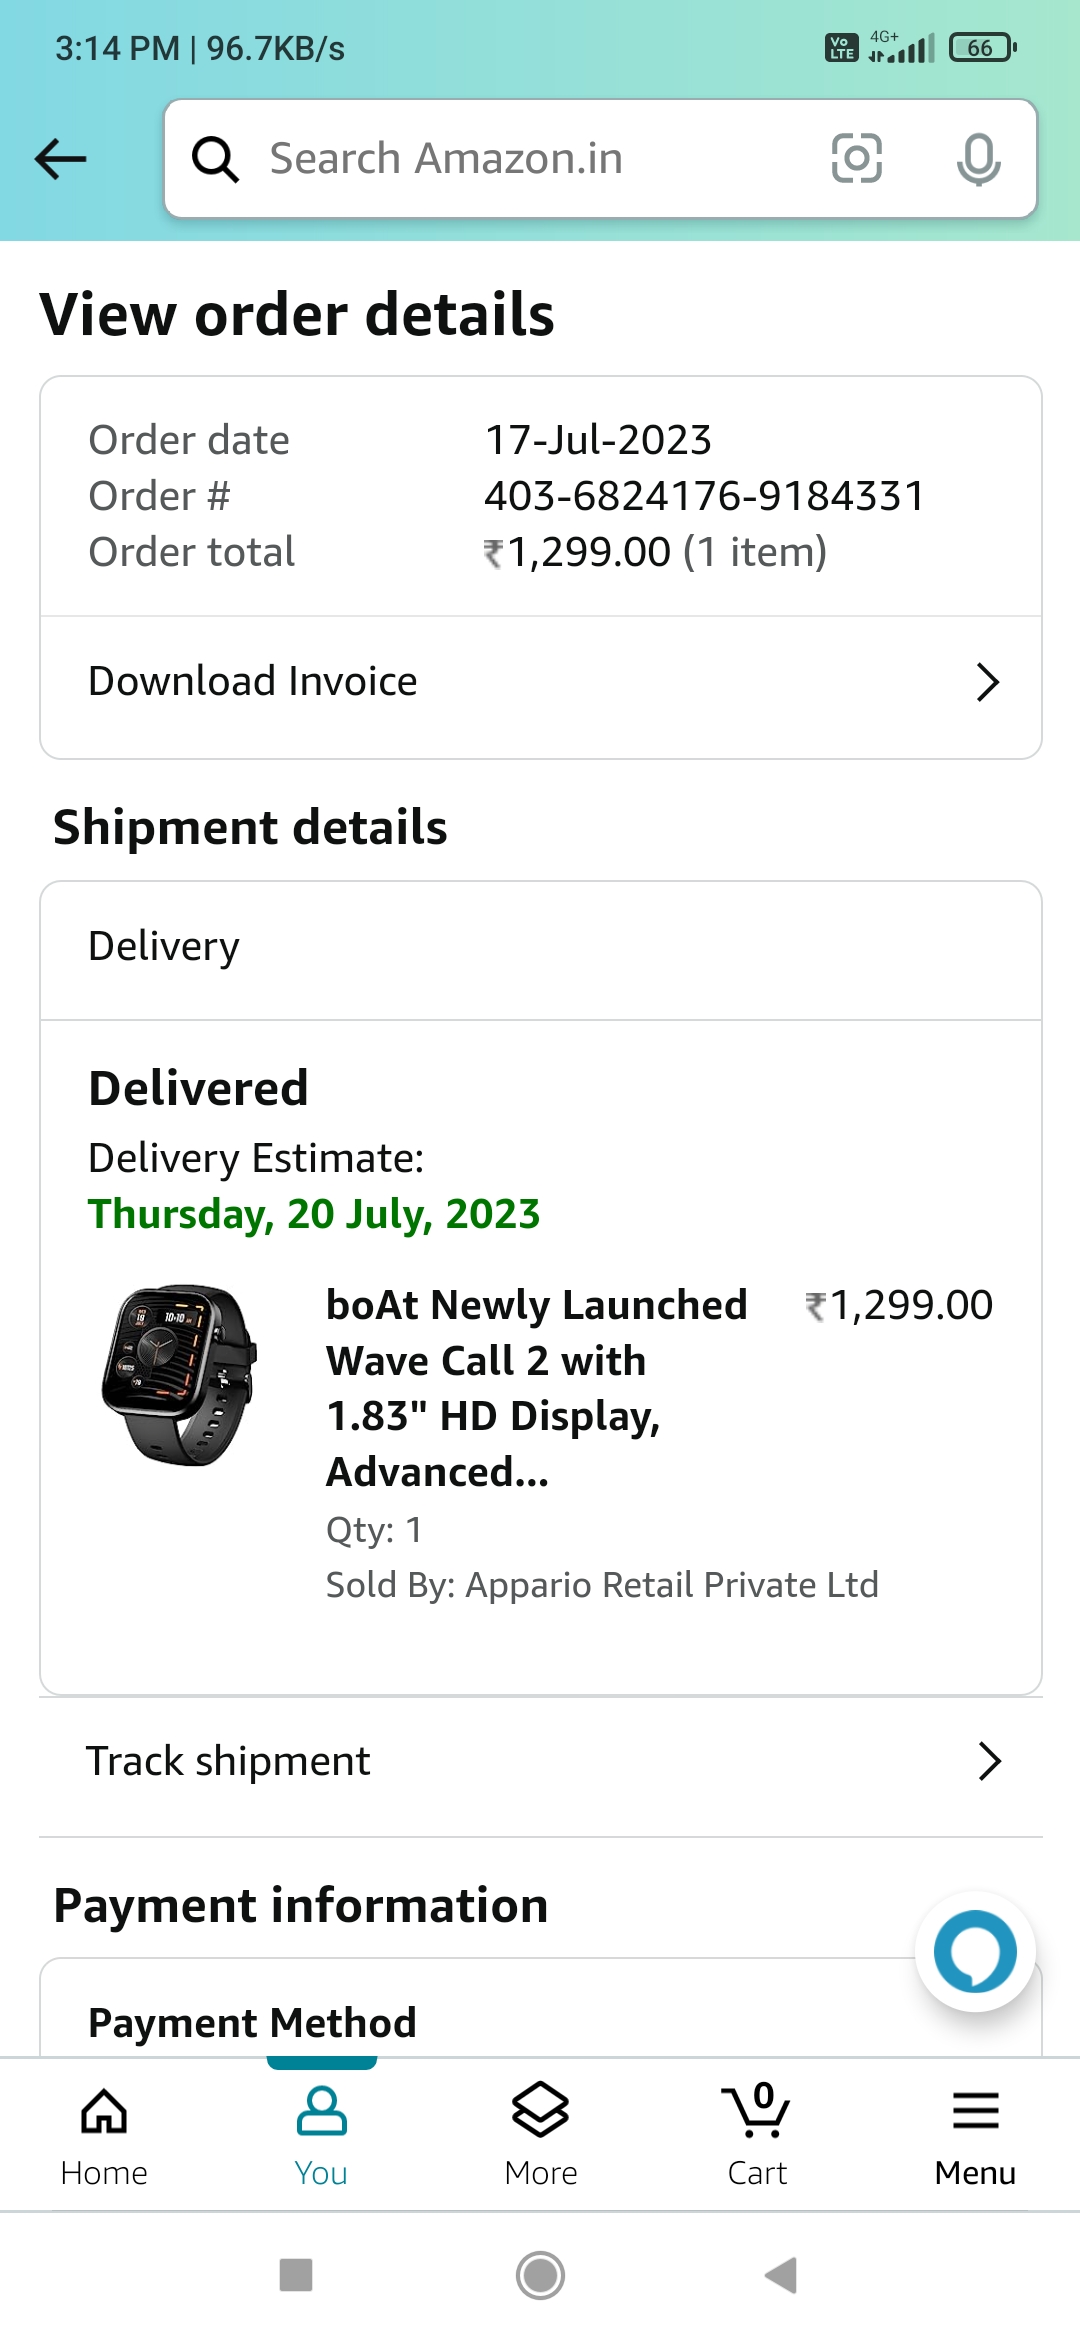 3:14 PM | 96.7KB/s
Vo LTE 4G+ 66
Search Amazon.in
View order details
Order date 17-Jul-2023
Order # 403-6824176-9184331
Order total ₹1,299.00 (1 item)
Download Invoice
Shipment details
Delivery
Delivered
Delivery Estimate:
Thursday, 20 July, 2023
boAt Newly Launched ₹1,299.00
Wave Call 2 with
1.83" HD Display,
Advanced...
Qty: 1
Sold By: Appario Retail Private Ltd
Track shipment
Payment information
Payment Method
0
Home You More Cart Menu